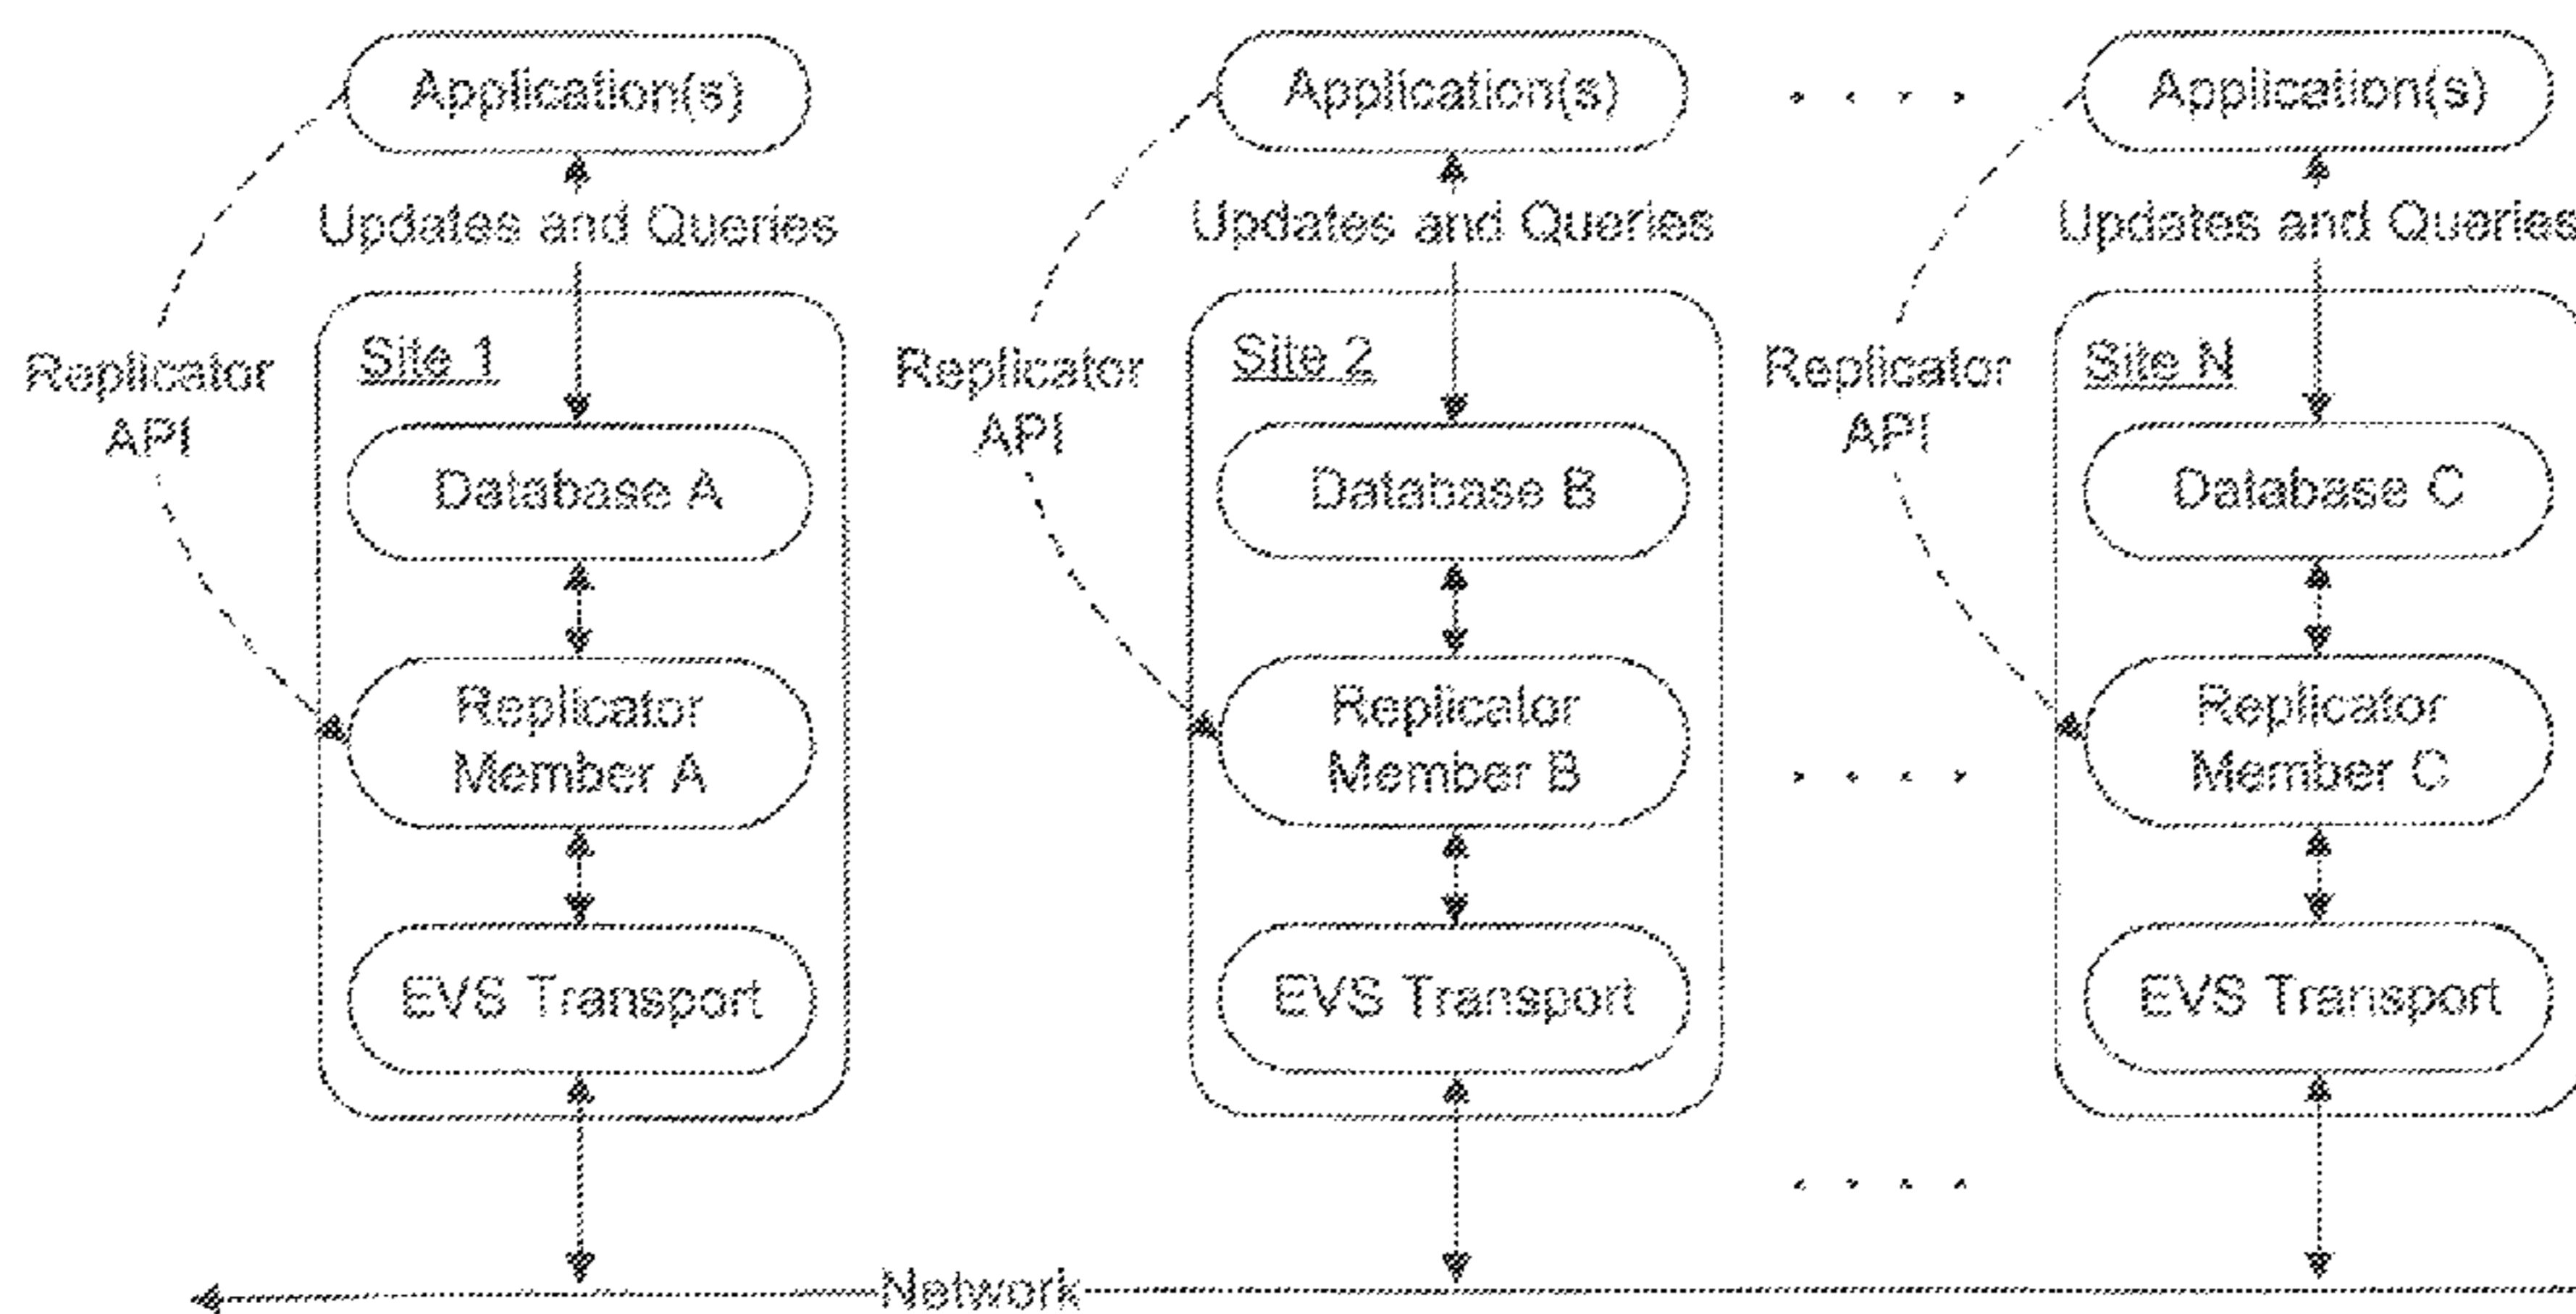 Application(s) Application(s) . . . . Application(s)
Updates and Queries Updates and Queries Updates and Queries
Site 1 Site 2 Site N
Replicator Replicator Replicator
API API API
Database A Database B Database C
Replicator Replicator Replicator
Member A Member B . . . . Member C
EVS Transport EVS Transport EVS Transport
. . . .
Network